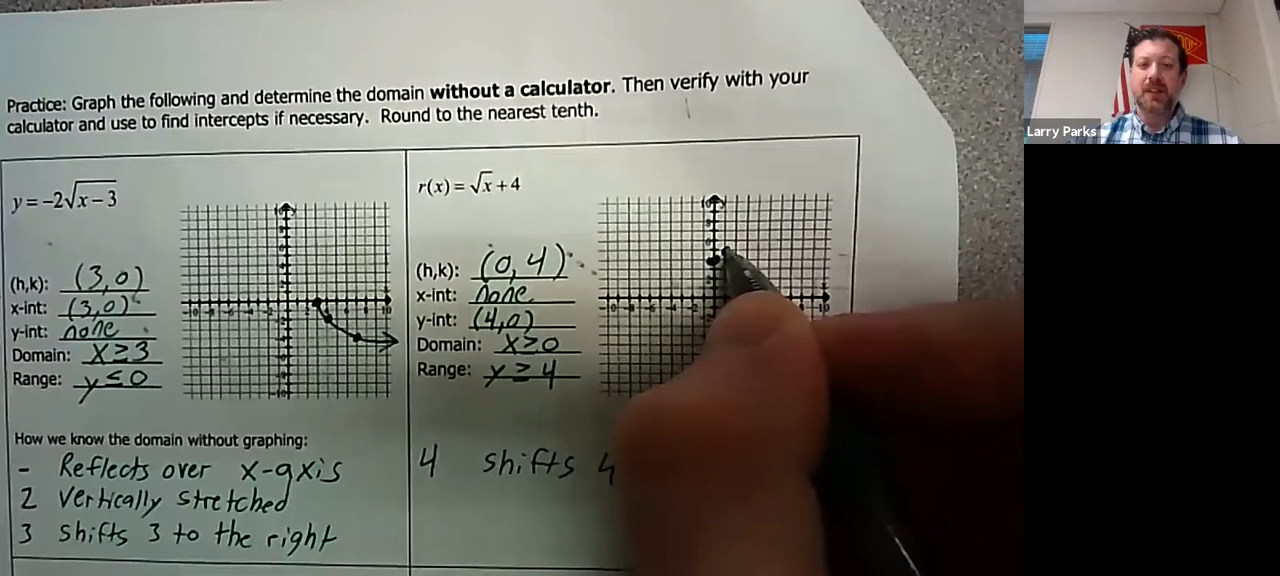 Practice: Graph the following and determine the domain without a calculator. Then verify with your
calculator and use to find intercepts if necessary. Round to the nearest tenth.
y = -2√x-3
(h,k): (3,0)
x-int: (3,0)
y-int: none
Domain: x≥3
Range: y≤0
How we know the domain without graphing:
- Reflects over x-axis
2 Vertically stretched
3 shifts 3 to the right
r(x) = √x + 4
(h,k): (0,4)
x-int: none
y-int: (4,0)
Domain: x≥0
Range: y≥4
4 shifts 4
Larry Parks